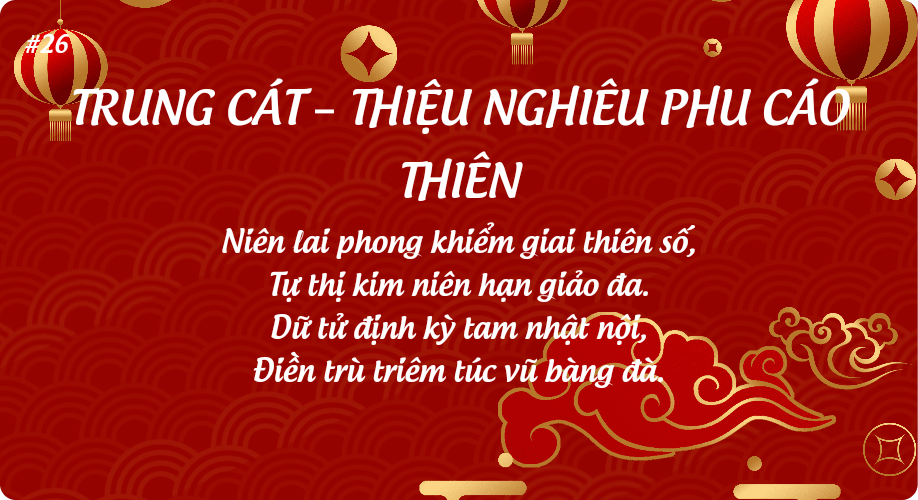 #26
TRUNG CÁT – THIỆU NGHIÊU PHU CÁO
THIÊN
Niên lai phong khiểm giai thiên số,
Tự thị kim niên hạn giảo đa.
Dữ tử định kỳ tam nhật nội,
Điền trù triêm túc vũ bàng đà.